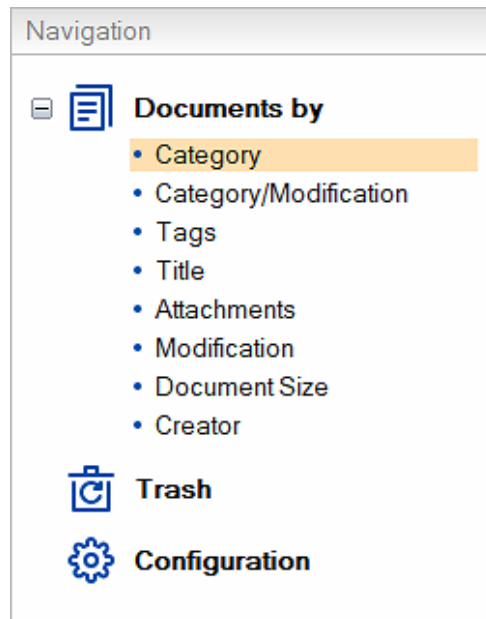 Navigation
Documents by
Category
Category/Modification
Tags
Title
Attachments
Modification
Document Size
Creator
Trash
Configuration